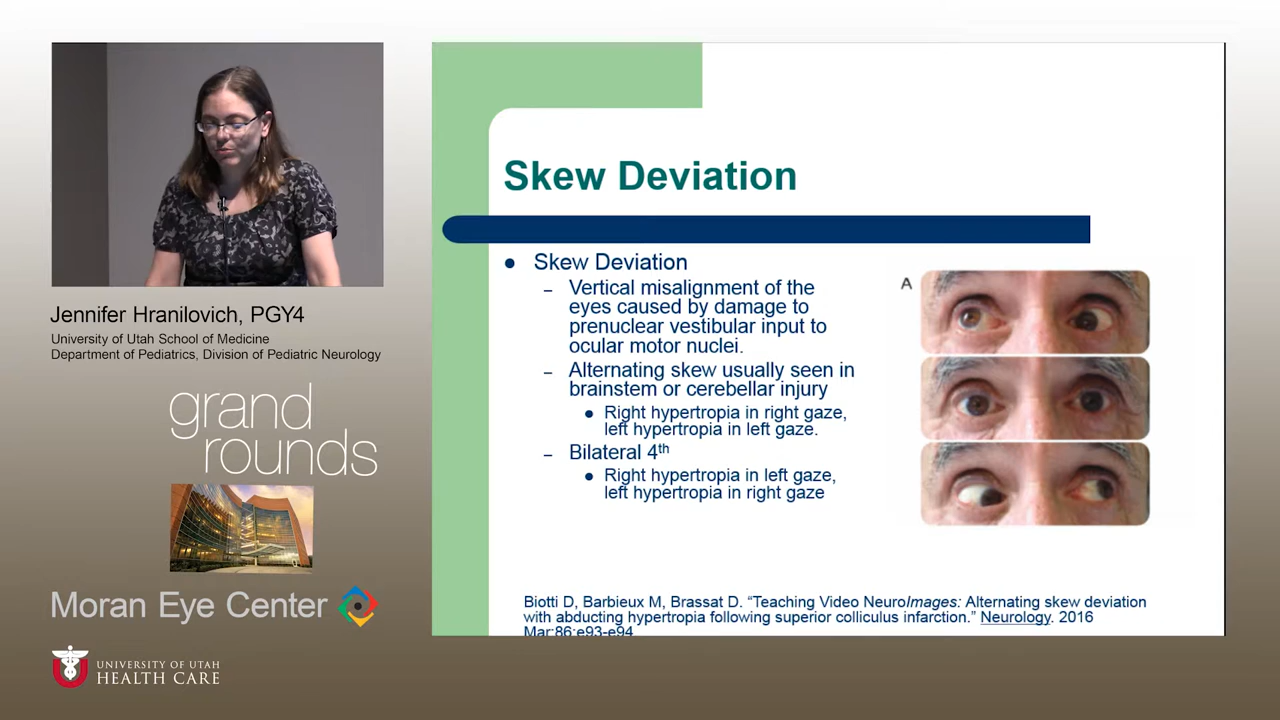 Jennifer Hranilovich, PGY4
University of Utah School of Medicine
Department of Pediatrics, Division of Pediatric Neurology
grand
rounds
Moran Eye Center
UNIVERSITY OF UTAH
HEALTH CARE
Skew Deviation
● Skew Deviation
– Vertical misalignment of the
eyes caused by damage to
prenuclear vestibular input to
ocular motor nuclei.
– Alternating skew usually seen in
brainstem or cerebellar injury
● Right hypertropia in right gaze,
left hypertropia in left gaze.
– Bilateral 4th
● Right hypertropia in left gaze,
left hypertropia in right gaze
A
Biotti D, Barbieux M, Brassat D. “Teaching Video NeuroImages: Alternating skew deviation
with abducting hypertropia following superior colliculus infarction.” Neurology. 2016
Mar;86:e93-e94